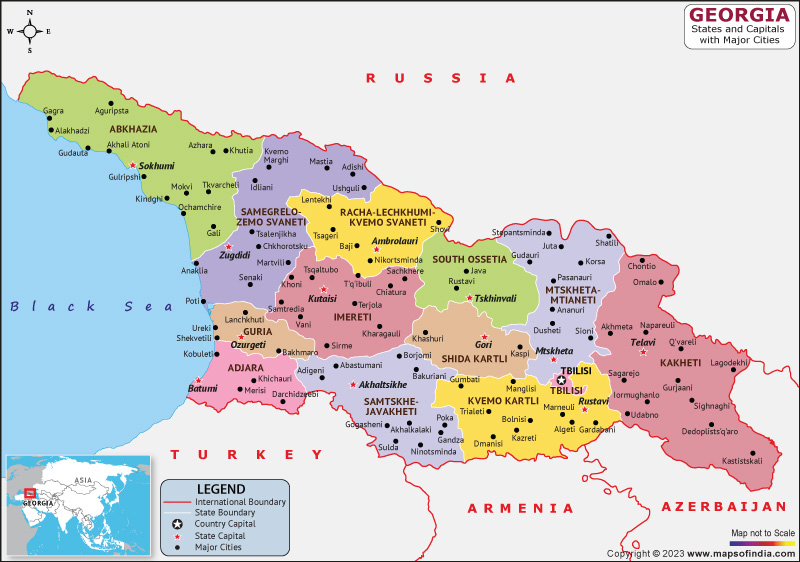 N
W E
S
GEORGIA
States and Capitals
with Major Cities
RUSSIA
Gagra
Aguripsta
Alakhadzi
ABKHAZIA
Akhali Atoni
Gudauta
Azhara
Khutia
Sokhumi
Gulripshi
Mokvi
Tkvarcheli
Kindghi
Ochamchire
Gali
Kvemo
Marghi
Mastia
Adishi
Idliani
Ushguli
SAMEGRELO-
ZEMO SVANETI
Tsalenjikha
Chkhorotsku
Zugdidi
Martvili
Anaklia
Senaki
Poti
Lentekhi
RACHA-LECHKHUMI-
KVEMO SVANETI
Tsageri
Shovi
Baji
Ambrolauri
Nikortsminda
SOUTH OSSETIA
Java
Rustavi
Tskhinvali
Stepantsminda
Juta
Shatili
Gudauri
Korsa
Pasanauri
MTSKHETA-
MTIANETI
Ananuri
Dusheti
Sioni
Mtskheta
Chontio
Omalo
Akhmeta
Napareuli
Telavi
Q'vareli
KAKHETI
Lagodekhi
Sagarejo
Iormughanlo
Gurjaani
Udabno
Sighnaghi
Dedoplists'q'aro
Kastistskali
Black Sea
Tsqaltubo
Sachkhere
Khoni
T'q'ibuli
Kutaisi
Chiatura
Samtredia
Terjola
IMERETI
Vani
Kharagauli
Sirme
Lanchkhuti
Ureki
GURIA
Shekvetili
Ozurgeti
Kobuleti
Bakhmaro
ADJARA
Khichauri
Batumi
Merisi
Darchidzeebi
Khashuri
Gori
SHIDA KARTLI
Kaspi
Borjomi
Abastumani
Adigeni
Bakuriani
Akhaltsikhe
SAMTSKHE-
JAVAKHETI
Gogasheni
Akhalkalaki
Poka
Gandza
Sulda
Ninotsminda
TBILISI
TBILISI
Gumbati
Manglisi
KVEMO KARTLI
Rustavi
Trialeti
Marneuli
Bolnisi
Algeti
Gardabani
Kazreti
Dmanisi
TURKEY
ARMENIA
AZERBAIJAN
ASIA
GEORGIA
LEGEND
International Boundary
State Boundary
Country Capital
State Capital
Major Cities
Map not to Scale
Copyright © 2023 www.mapsofindia.com